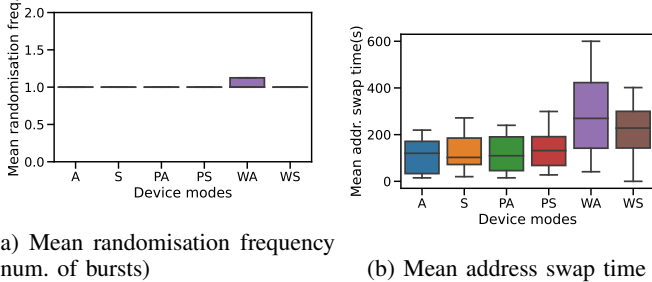 Mean randomisation freq.
2.0
1.5
1.0
0.5
0.0
A S PA PS WA WS
Device modes
Mean addr. swap time(s)
600
400
200
0
A S PA PS WA WS
Device modes
a) Mean randomisation frequency
num. of bursts)
(b) Mean address swap time